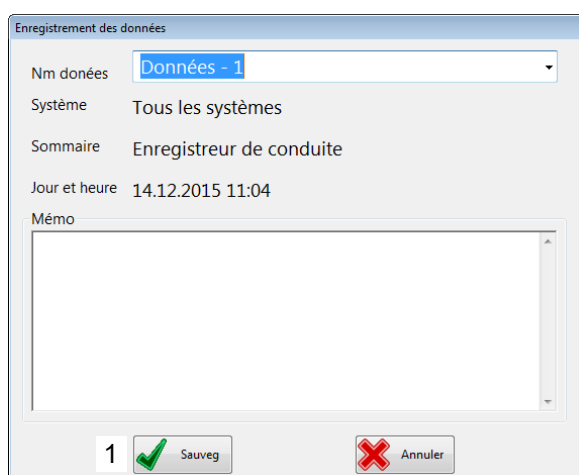 Enregistrement des données
Nm donées Données - 1
Système Tous les systèmes
Sommaire Enregistreur de conduite
Jour et heure 14.12.2015 11:04
Mémo
1 Sauveg Annuler